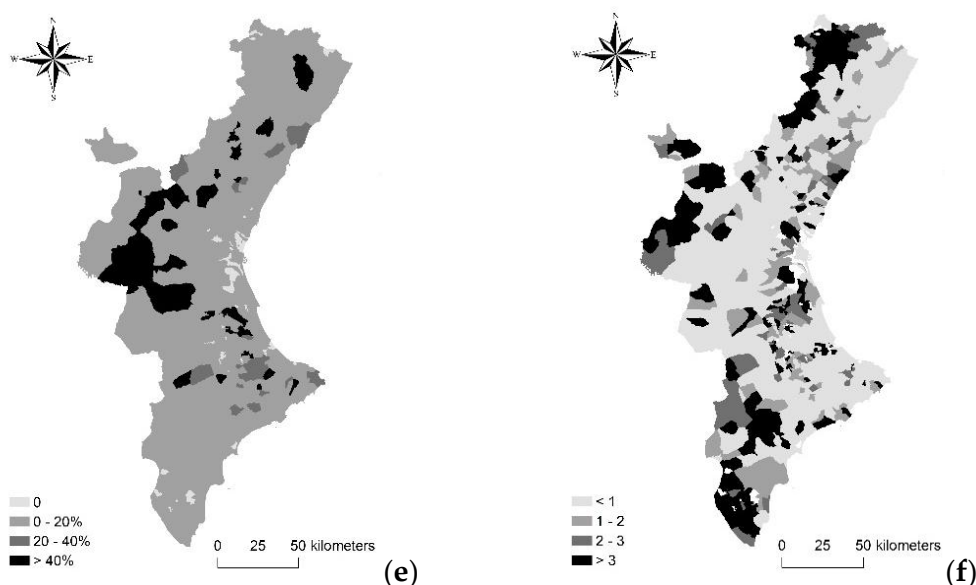 N
W E
S
0
0 - 20%
20 - 40%
> 40%
0 25 50 kilometers
(e)
N
W E
S
< 1
1 - 2
2 - 3
> 3
0 25 50 kilometers
(f)